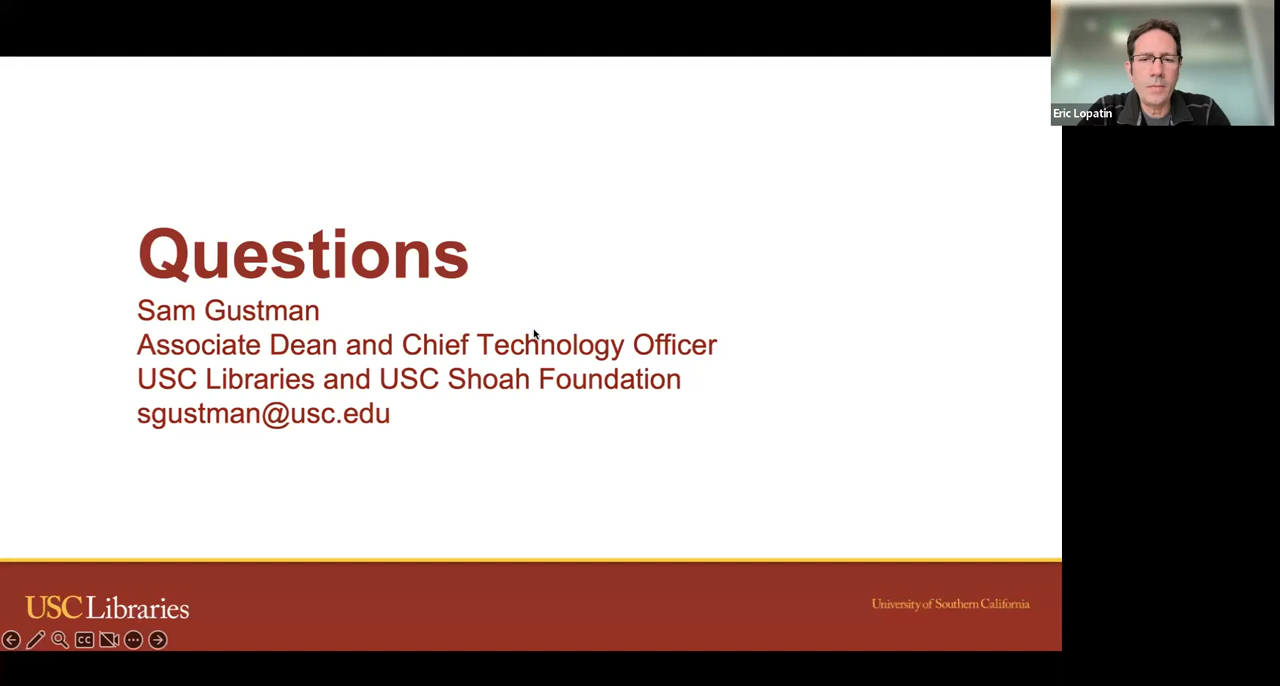 Eric Lopatin
Questions
Sam Gustman
Associate Dean and Chief Technology Officer
USC Libraries and USC Shoah Foundation
sgustman@usc.edu
USC Libraries
University of Southern California
CC